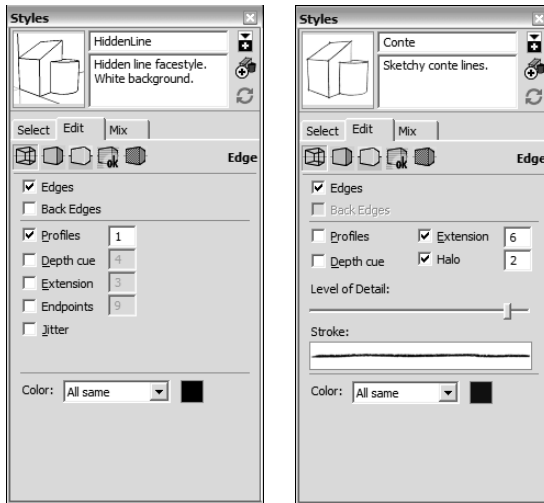 Styles
HiddenLine
Hidden line facestyle.
White background.
Select Edit Mix
ok
Edge
Edges
Back Edges
Profiles 1
Depth cue 4
Extension 3
Endpoints 9
Jitter
Color: All same
Styles
Conte
Sketchy conte lines.
Select Edit Mix
ok
Edge
Edges
Back Edges
Profiles Extension 6
Depth cue Halo 2
Level of Detail:
Stroke:
Color: All same